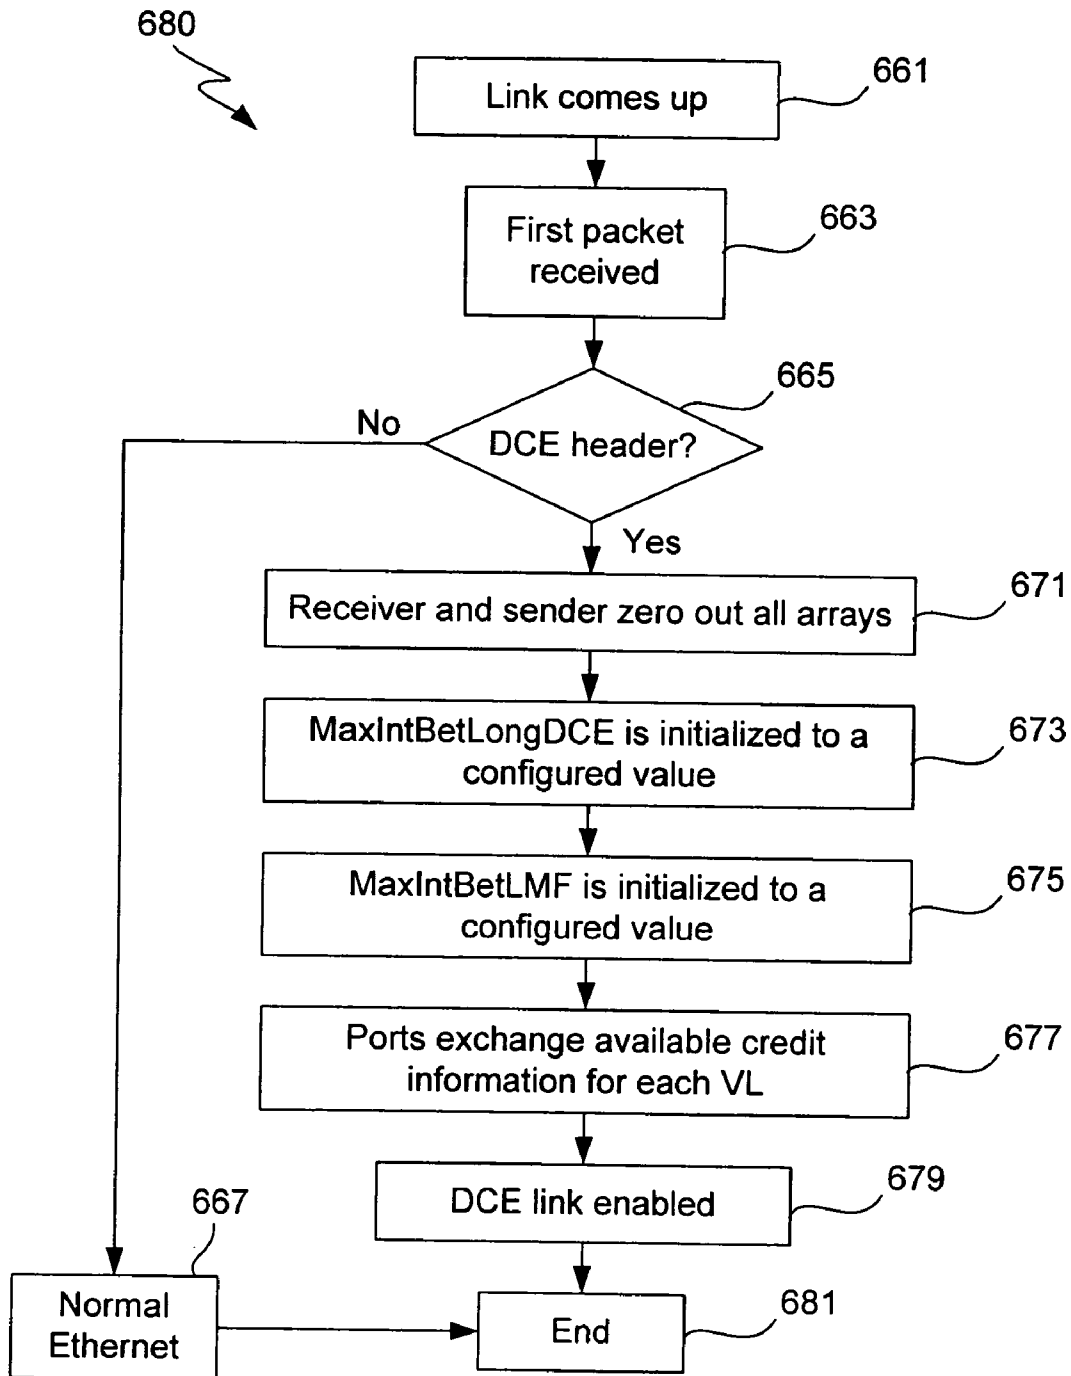 680
Link comes up
661
First packet
received
663
665
No
DCE header?
Yes
671
Receiver and sender zero out all arrays
MaxIntBetLongDCE is initialized to a
configured value
673
MaxIntBetLMF is initialized to a
configured value
675
Ports exchange available credit
information for each VL
677
DCE link enabled
679
667
Normal
Ethernet
End
681